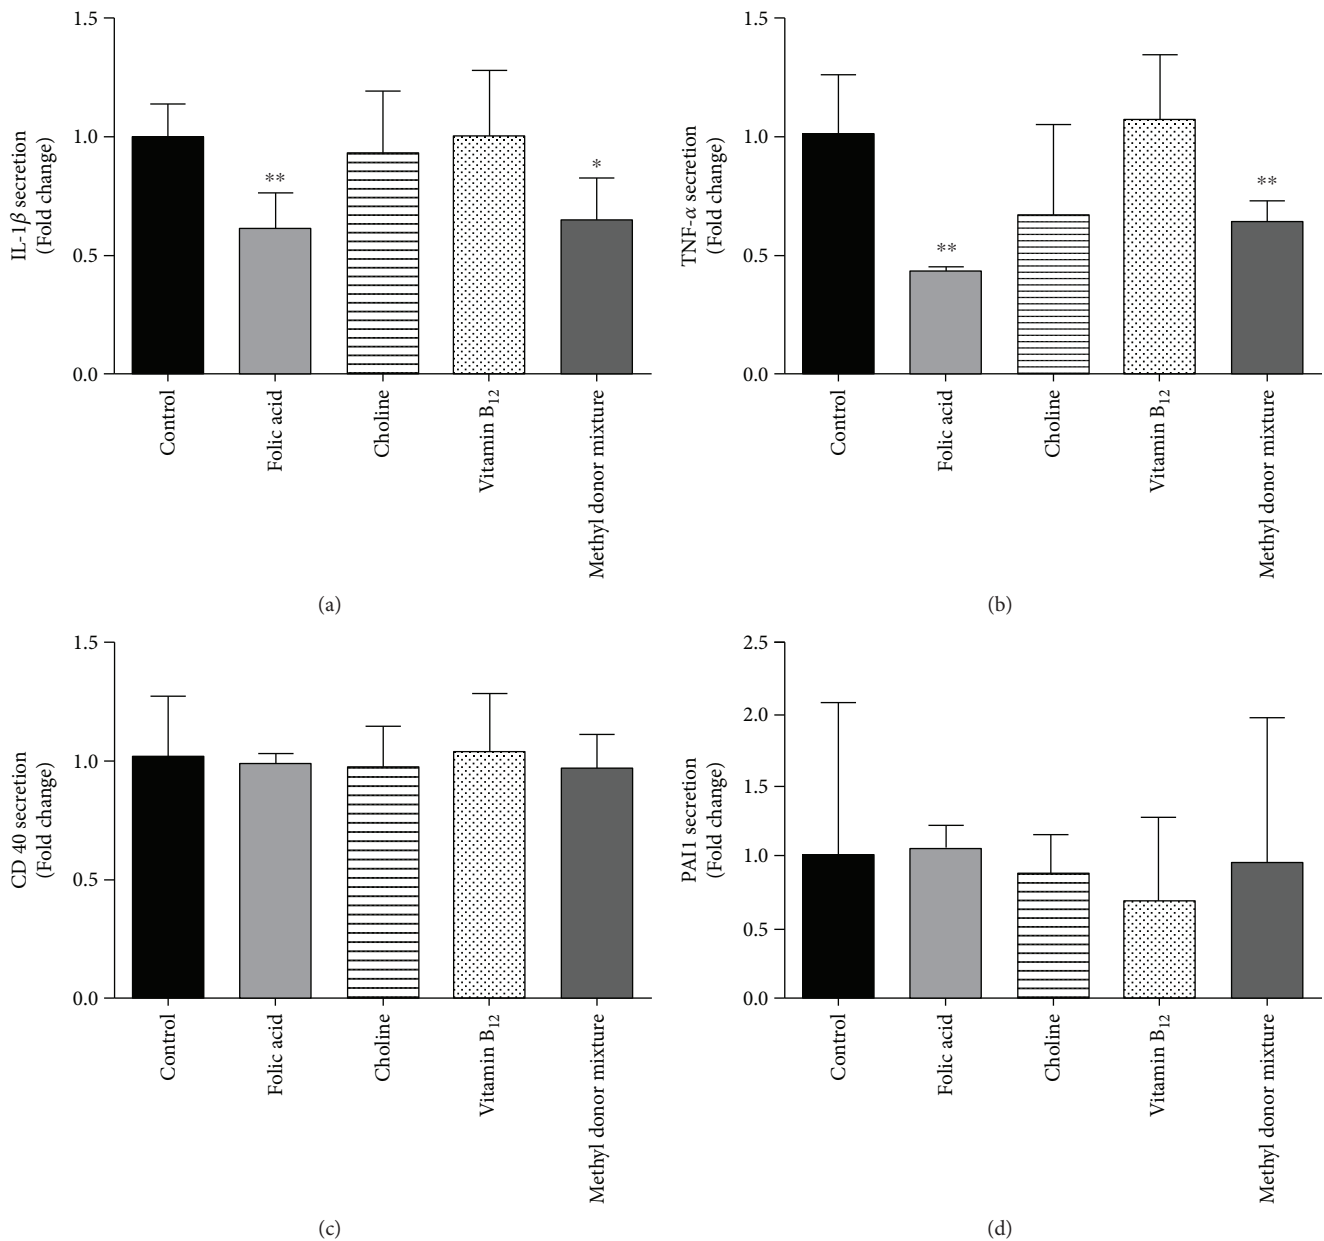 IL-1β secretion
(Fold change)
1.5
1.0
0.5
0.0
**
*
Control
Folic acid
Choline
Vitamin B12
Methyl donor mixture
(a)
TNF-α secretion
(Fold change)
1.5
1.0
0.5
0.0
**
**
Control
Folic acid
Choline
Vitamin B12
Methyl donor mixture
(b)
CD 40 secretion
(Fold change)
1.5
1.0
0.5
0.0
Control
Folic acid
Choline
Vitamin B12
Methyl donor mixture
(c)
PAI1 secretion
(Fold change)
2.5
2.0
1.5
1.0
0.5
0.0
Control
Folic acid
Choline
Vitamin B12
Methyl donor mixture
(d)